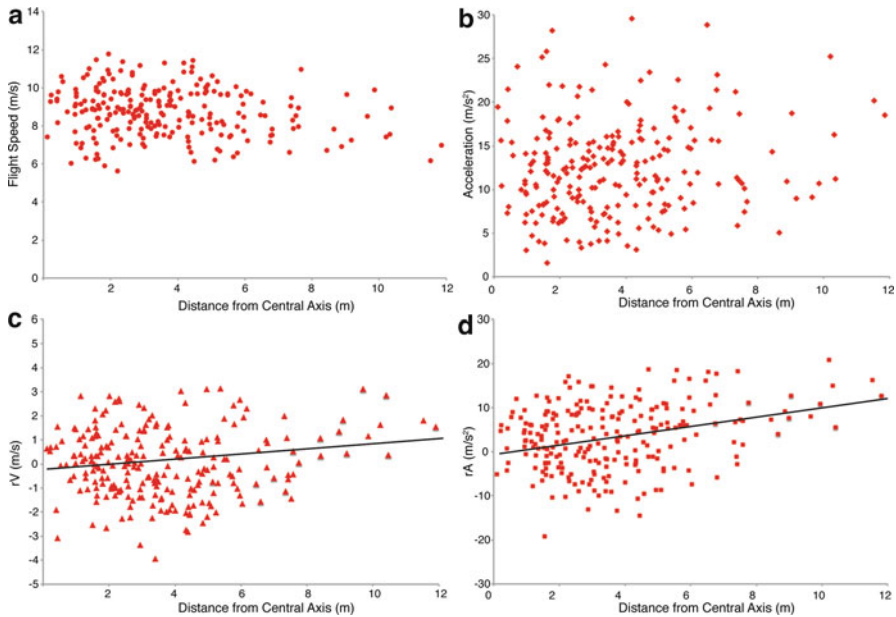 a
14
12
10
8
6
4
2
0
Flight Speed (m/s)
2 4 6 8 10 12
Distance from Central Axis (m)
b
30
25
20
15
10
5
0
Acceleration (m/s²)
0 2 4 6 8 10 12
Distance from Central Axis (m)
c
6
5
4
3
2
1
0
-1
-2
-3
-4
-5
rV (m/s)
2 4 6 8 10 12
Distance from Central Axis (m)
d
30
20
10
0
-10
-20
-30
rA (m/s²)
0 2 4 6 8 10 12
Distance from Central Axis (m)